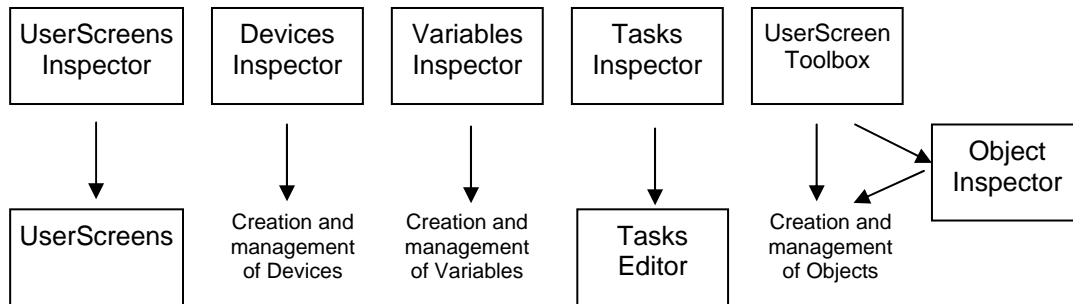 UserScreens
Inspector
Devices
Inspector
Variables
Inspector
Tasks
Inspector
UserScreen
Toolbox
Object
Inspector
UserScreens
Creation and
management
of Devices
Creation and
management
of Variables
Tasks
Editor
Creation and
management
of Objects